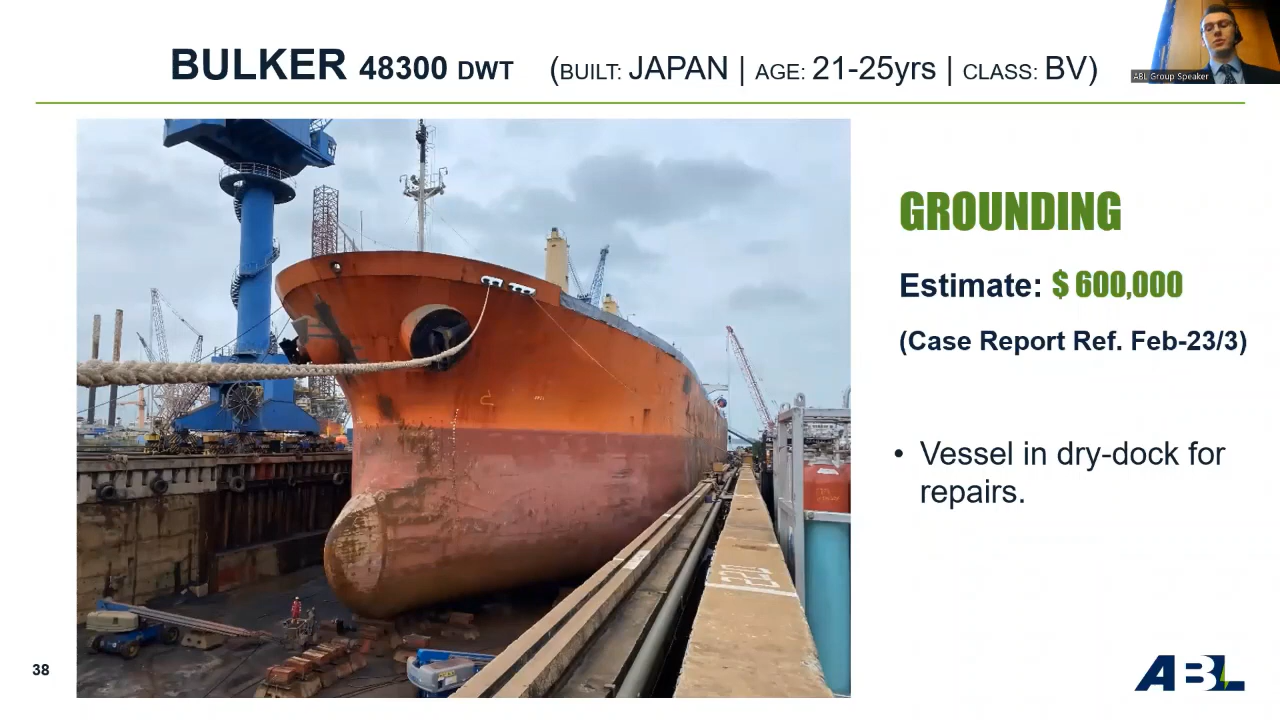 BULKER 48300 DWT (BUILT: JAPAN | AGE: 21-25yrs | CLASS: BV)
ABL Group Speaker
GROUNDING
Estimate: $ 600,000
(Case Report Ref. Feb-23/3)
• Vessel in dry-dock for
repairs.
38
ABL